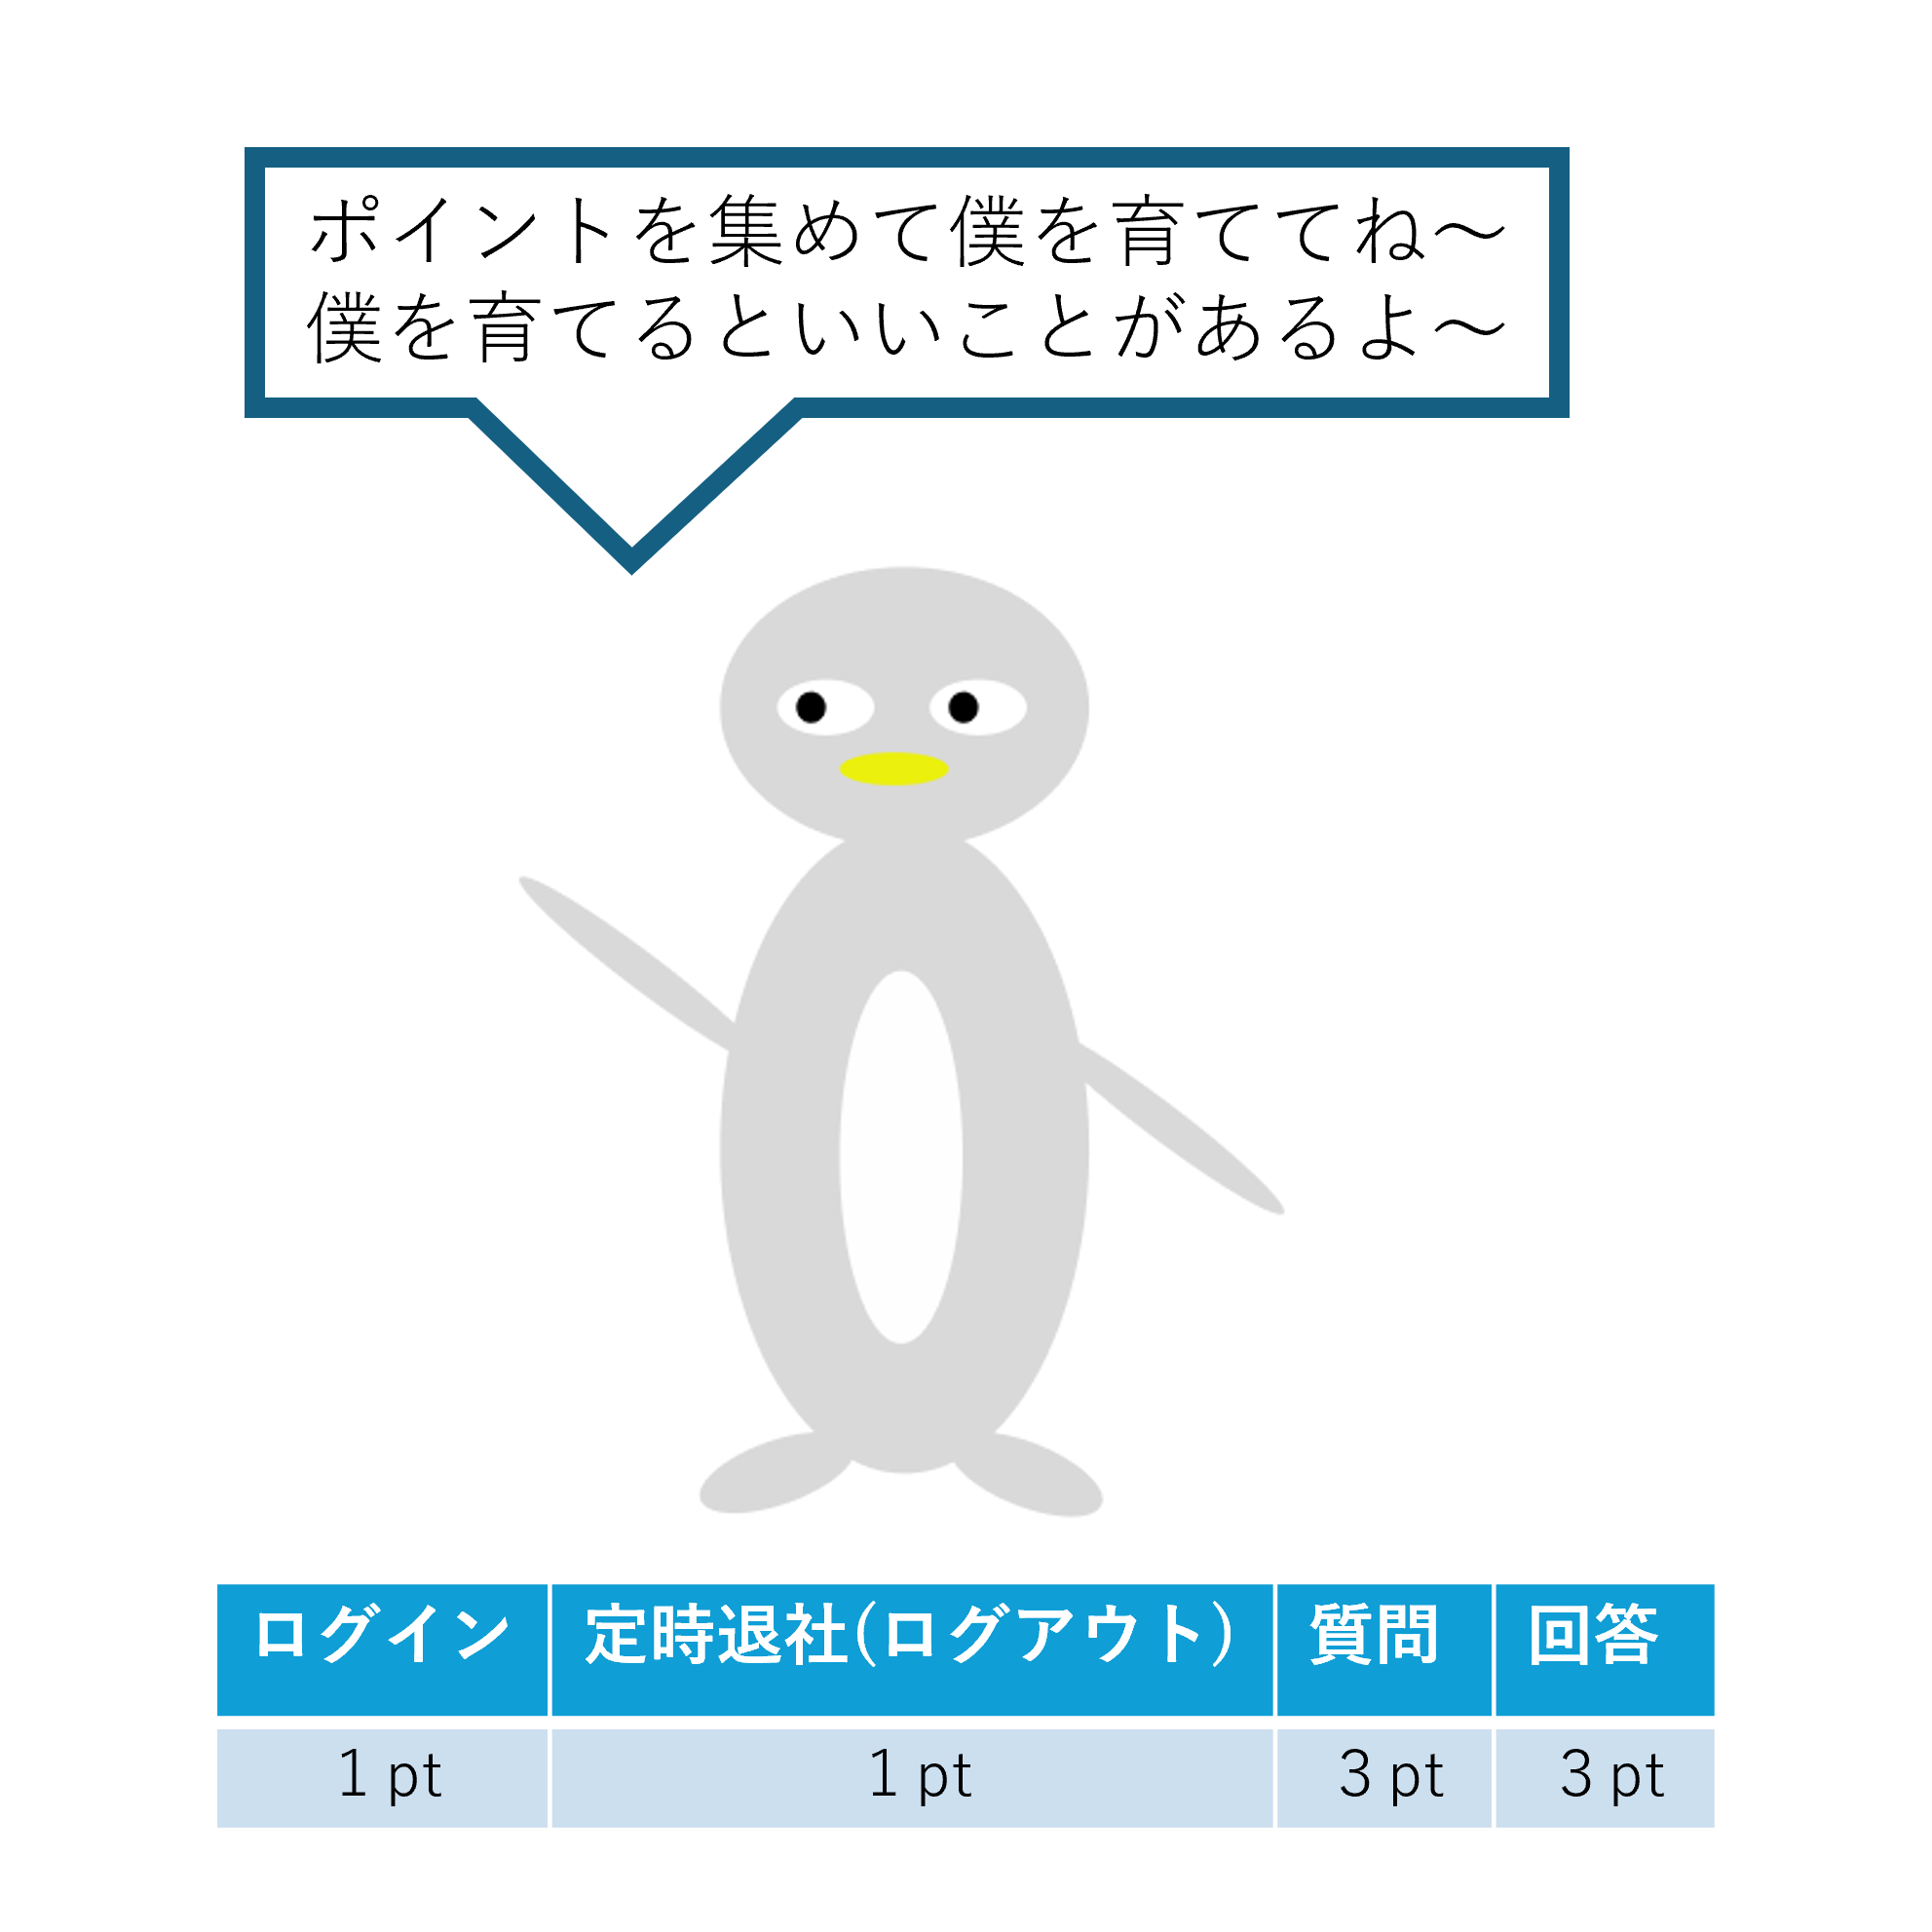 ポイントを集めて僕を育ててね～
僕を育てるといいことがあるよ～
ログイン 定時退社(ログアウト) 質問 回答
1 pt 1 pt 3 pt 3 pt